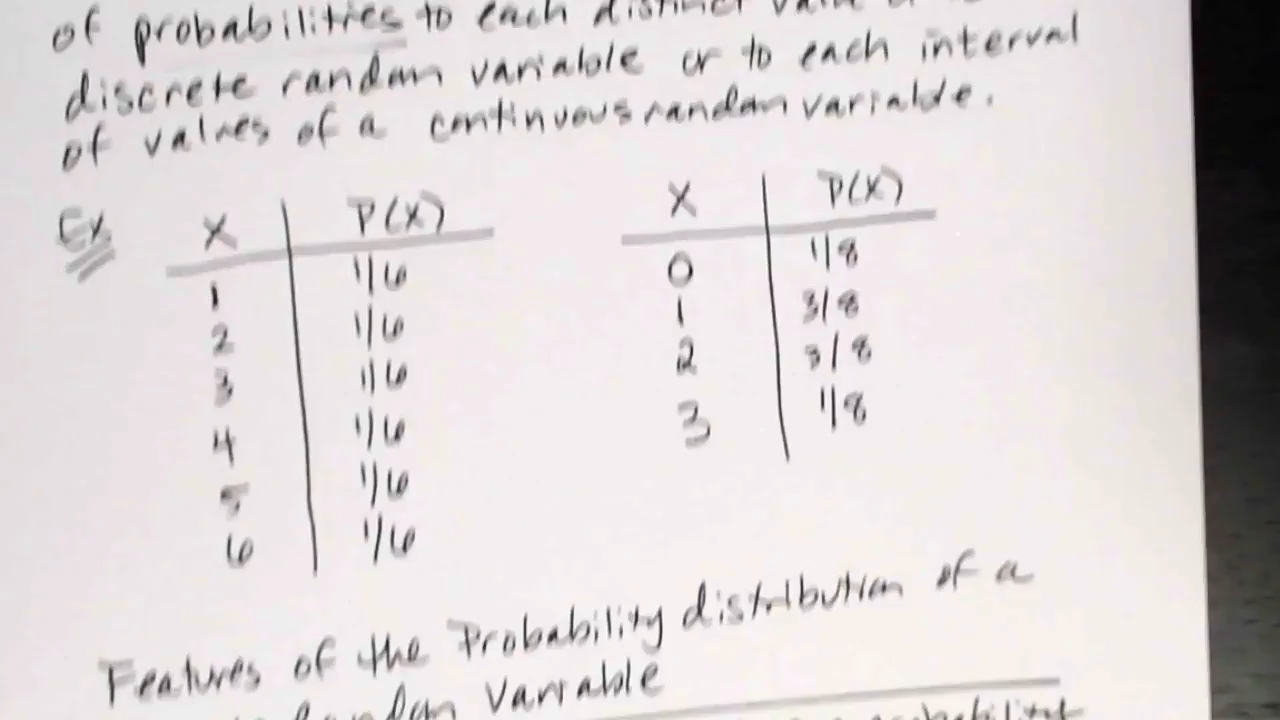 of probabilities to each distinct
discrete random variable or to each interval
of values of a continuous random variable.
Ex X P(X) X P(X)
1 1/6 0 1/8
2 1/6 1 3/8
3 1/6 2 3/8
4 1/6 3 1/8
5 1/6
6 1/6
Features of the Probability distribution of a
random variable
probability